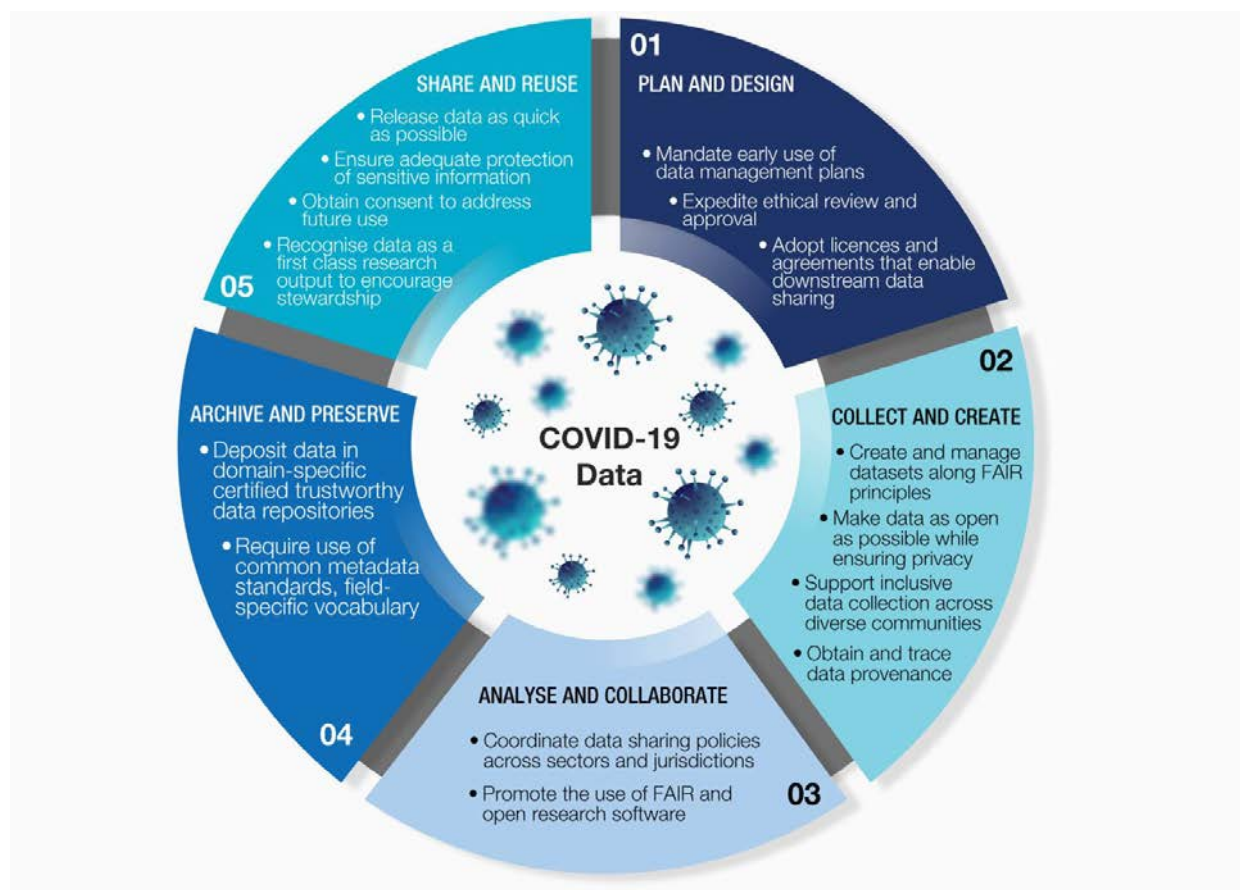 COVID-19
Data
01
PLAN AND DESIGN
• Mandate early use of
data management plans
• Expedite ethical review and
approval
• Adopt licences and
agreements that enable
downstream data
sharing
02
COLLECT AND CREATE
• Create and manage
datasets along FAIR
principles
• Make data as open
as possible while
ensuring privacy
• Support inclusive
data collection across
diverse communities
• Obtain and trace
data provenance
ANALYSE AND COLLABORATE
• Coordinate data sharing policies
across sectors and jurisdictions
• Promote the use of FAIR and
open research software
03
ARCHIVE AND PRESERVE
• Deposit data in
domain-specific
certified trustworthy
data repositories
• Require use of
common metadata
standards, field-
specific vocabulary
04
SHARE AND REUSE
• Release data as quick
as possible
• Ensure adequate protection
of sensitive information
• Obtain consent to address
future use
• Recognise data as a
first class research
output to encourage
stewardship
05